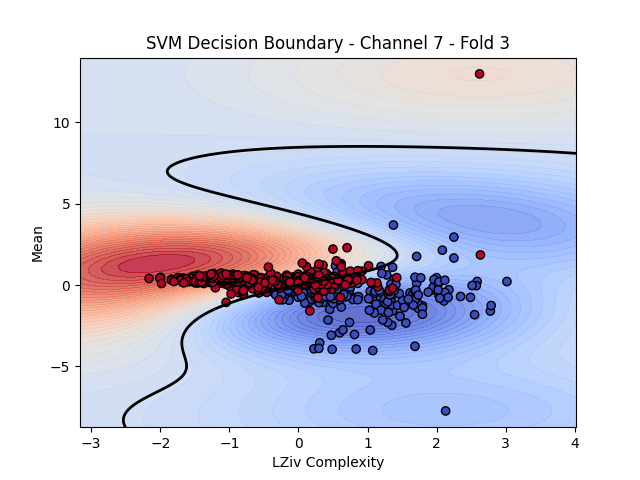 SVM Decision Boundary - Channel 7 - Fold 3
10
5
0
−5
Mean
−3 −2 −1 0 1 2 3 4
LZiv Complexity